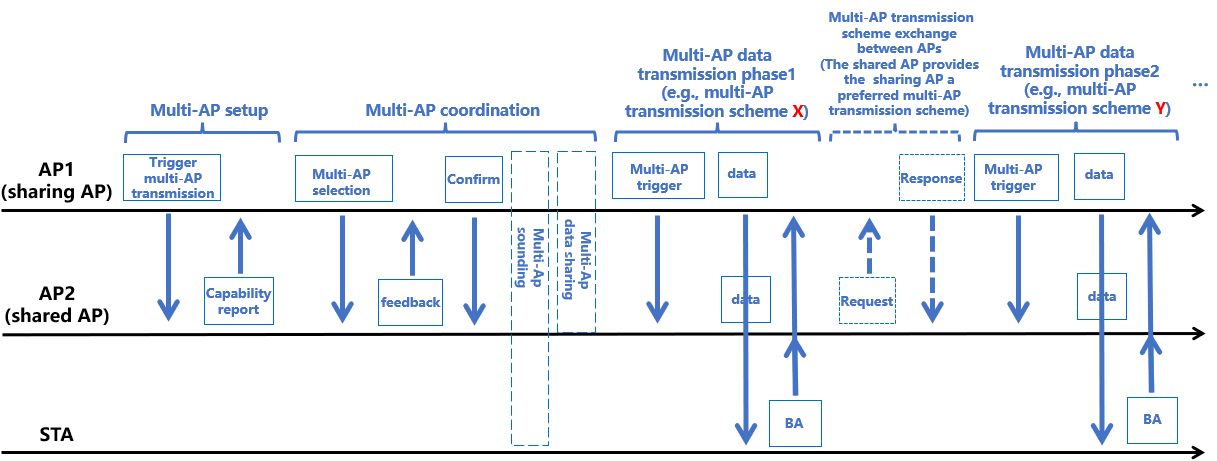 Multi-AP setup
Multi-AP coordination
Multi-AP data
transmission phase1
(e.g., multi-AP
transmission scheme X)
Multi-AP transmission
scheme exchange
between APs
(The shared AP provides
the sharing AP a
preferred multi-AP
transmission scheme)
Multi-AP data
transmission phase2
(e.g., multi-AP
transmission scheme Y)
...
AP1
(sharing AP)
Trigger
multi-AP
transmission
Multi-AP
selection
Confirm
Multi-AP
trigger
data
Response
Multi-AP
trigger
data
Multi-Ap
sounding
Multi-Ap
data sharing
AP2
(shared AP)
Capability
report
feedback
data
Request
data
STA
BA
BA